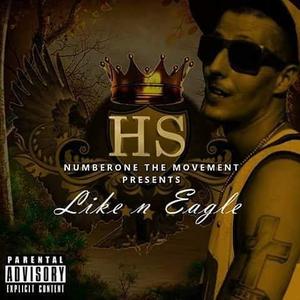 HS
NUMBERONE THE MOVEMENT
PRESENTS
Like n Eagle
PARENTAL
ADVISORY
EXPLICIT CONTENT